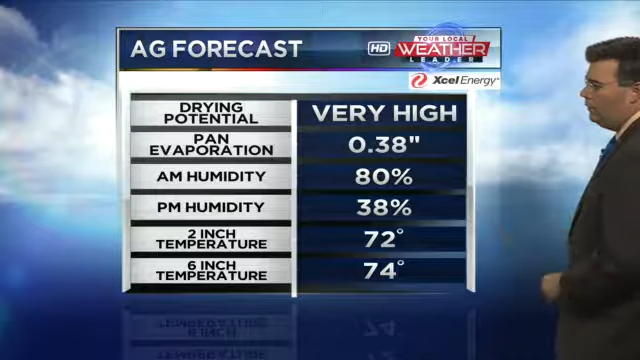 AG FORECAST
HD
YOUR LOCAL
WEATHER
LEADER
Xcel Energy
DRYING
POTENTIAL
VERY HIGH
PAN
EVAPORATION
0.38"
AM HUMIDITY
80%
PM HUMIDITY
38%
2 INCH
TEMPERATURE
72°
6 INCH
TEMPERATURE
74°